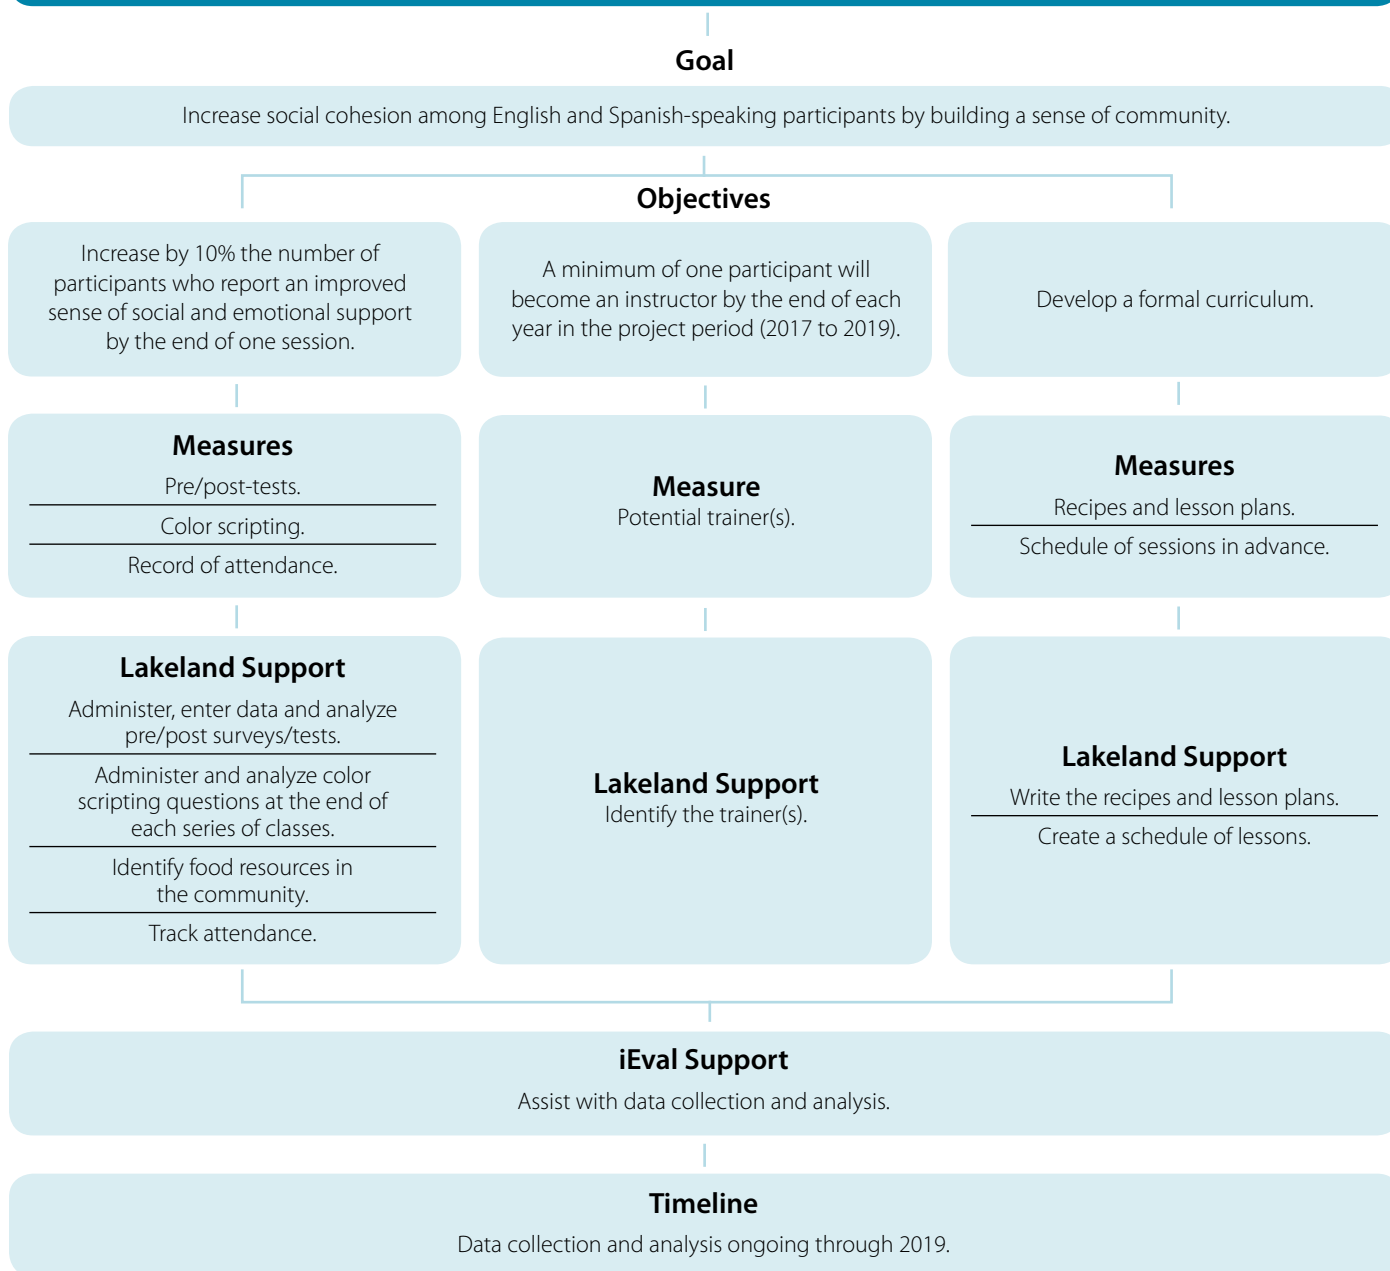 Goal
Increase social cohesion among English and Spanish-speaking participants by building a sense of community.
Objectives
Increase by 10% the number of
participants who report an improved
sense of social and emotional support
by the end of one session.
A minimum of one participant will
become an instructor by the end of each
year in the project period (2017 to 2019).
Develop a formal curriculum.
Measures
Pre/post-tests.
Color scripting.
Record of attendance.
Measure
Potential trainer(s).
Measures
Recipes and lesson plans.
Schedule of sessions in advance.
Lakeland Support
Administer, enter data and analyze
pre/post surveys/tests.
Administer and analyze color
scripting questions at the end of
each series of classes.
Identify food resources in
the community.
Track attendance.
Lakeland Support
Identify the trainer(s).
Lakeland Support
Write the recipes and lesson plans.
Create a schedule of lessons.
iEval Support
Assist with data collection and analysis.
Timeline
Data collection and analysis ongoing through 2019.